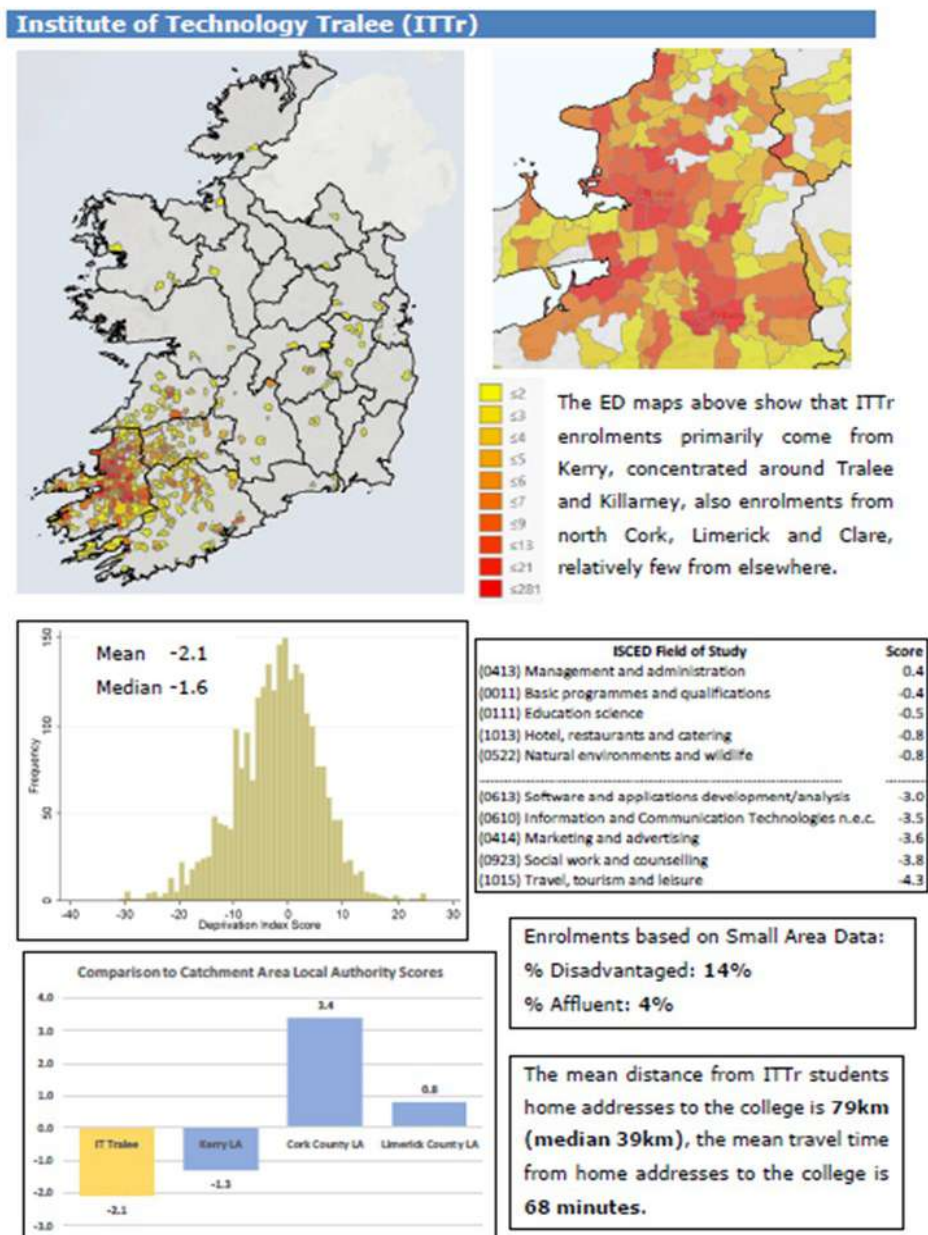 Institute of Technology Tralee (ITTr)
≤2
≤3
≤4
≤5
≤6
≤7
≤9
≤13
≤21
≤281
The ED maps above show that ITTr
enrolments primarily come from
Kerry, concentrated around Tralee
and Killarney, also enrolments from
north Cork, Limerick and Clare,
relatively few from elsewhere.
Mean -2.1
Median -1.6
Frequency
150
100
50
0
-40 -30 -20 -10 0 10 20 30
Deprivation Index Score
ISCED Field of Study Score
(0413) Management and administration 0.4
(0011) Basic programmes and qualifications -0.4
(0111) Education science -0.5
(1013) Hotel, restaurants and catering -0.8
(0522) Natural environments and wildlife -0.8
(0613) Software and applications development/analysis -3.0
(0610) Information and Communication Technologies n.e.c. -3.5
(0414) Marketing and advertising -3.6
(0923) Social work and counselling -3.8
(1015) Travel, tourism and leisure -4.3
Enrolments based on Small Area Data:
% Disadvantaged: 14%
% Affluent: 4%
Comparison to Catchment Area Local Authority Scores
4.0
3.0
2.0
1.0
0.0
-1.0
-2.0
-3.0
3.4
0.8
IT Tralee Kerry LA Cork County LA Limerick County LA
-1.3
-2.1
The mean distance from ITTr students
home addresses to the college is 79km
(median 39km), the mean travel time
from home addresses to the college is
68 minutes.